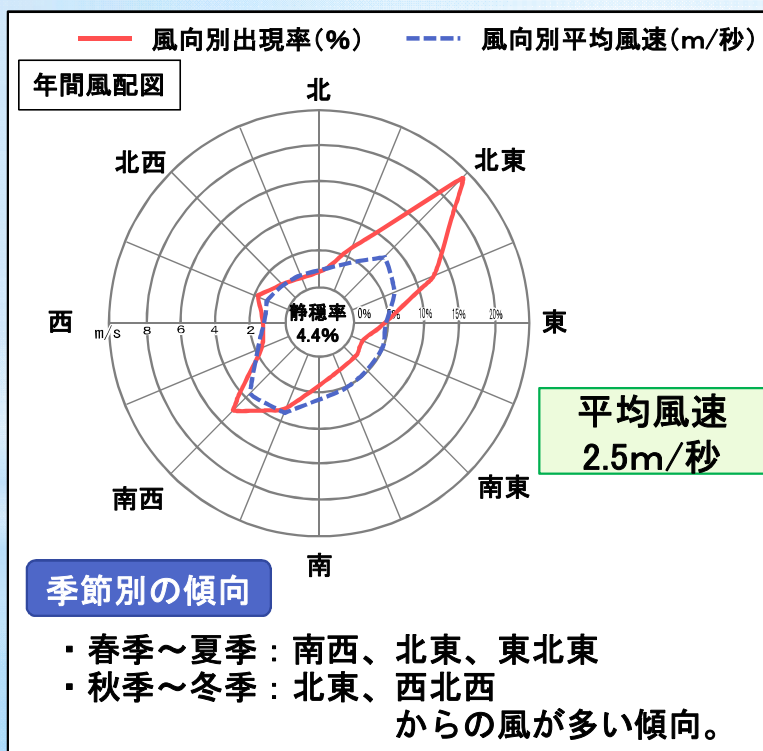 風向別出現率(%) 風向別平均風速(m/秒)
年間風配図
北
北西 北東
西 東
m/s 8 6 4 2
静穏率
4.4%
0% 5% 10% 15% 20%
平均風速
2.5m/秒
南西 南東
南
季節別の傾向
・春季～夏季：南西、北東、東北東
・秋季～冬季：北東、西北西
からの風が多い傾向。